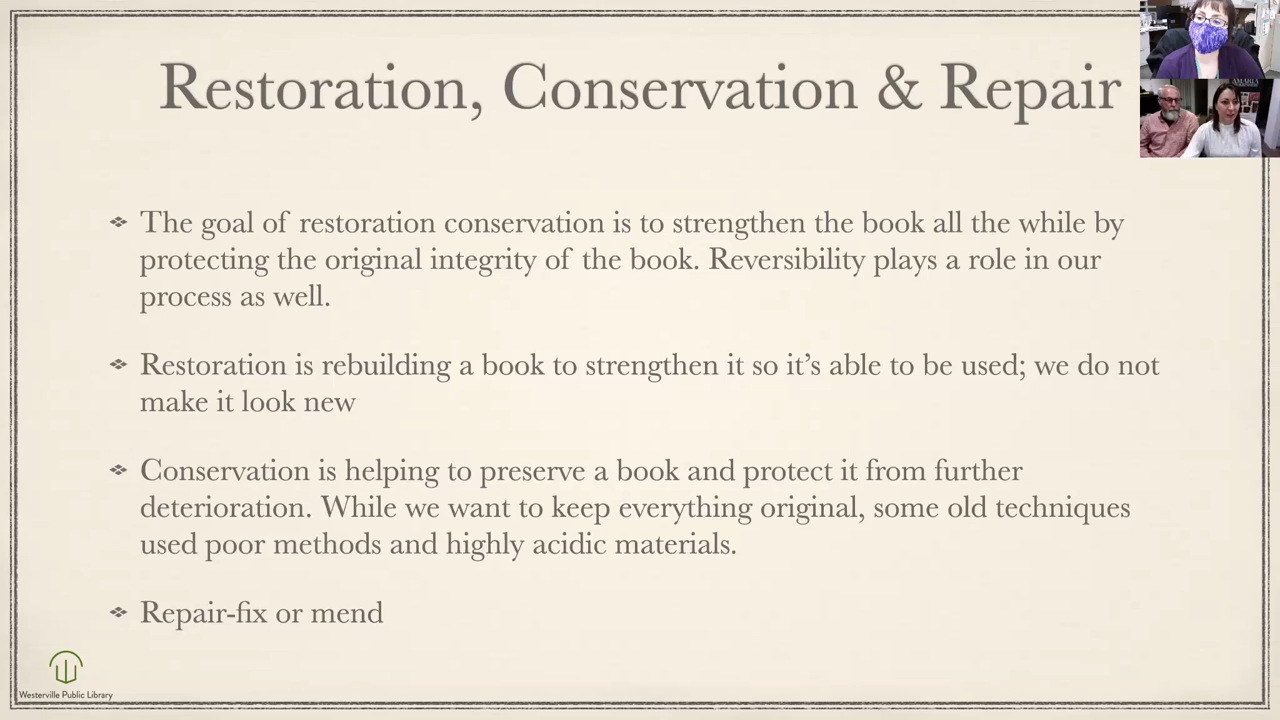 Restoration, Conservation & Repair
The goal of restoration conservation is to strengthen the book all the while by
protecting the original integrity of the book. Reversibility plays a role in our
process as well.
Restoration is rebuilding a book to strengthen it so it’s able to be used; we do not
make it look new
Conservation is helping to preserve a book and protect it from further
deterioration. While we want to keep everything original, some old techniques
used poor methods and highly acidic materials.
Repair-fix or mend
Westerville Public Library